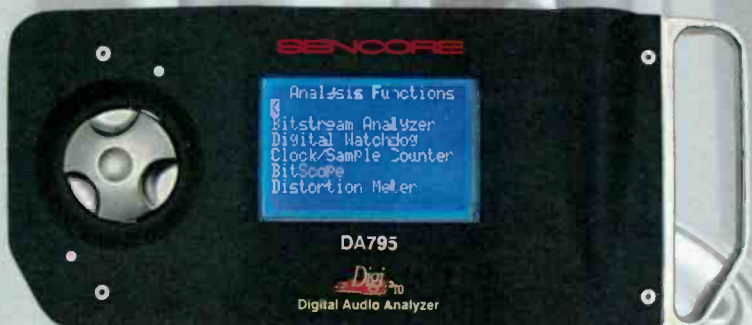 SENCORE
Analysis Functions
<
Bitstream Analyzer
Digital Watchdog
Clock/Sample Counter
BitScope
Distortion Meter
DA795
Digi
Digital Audio Analyzer